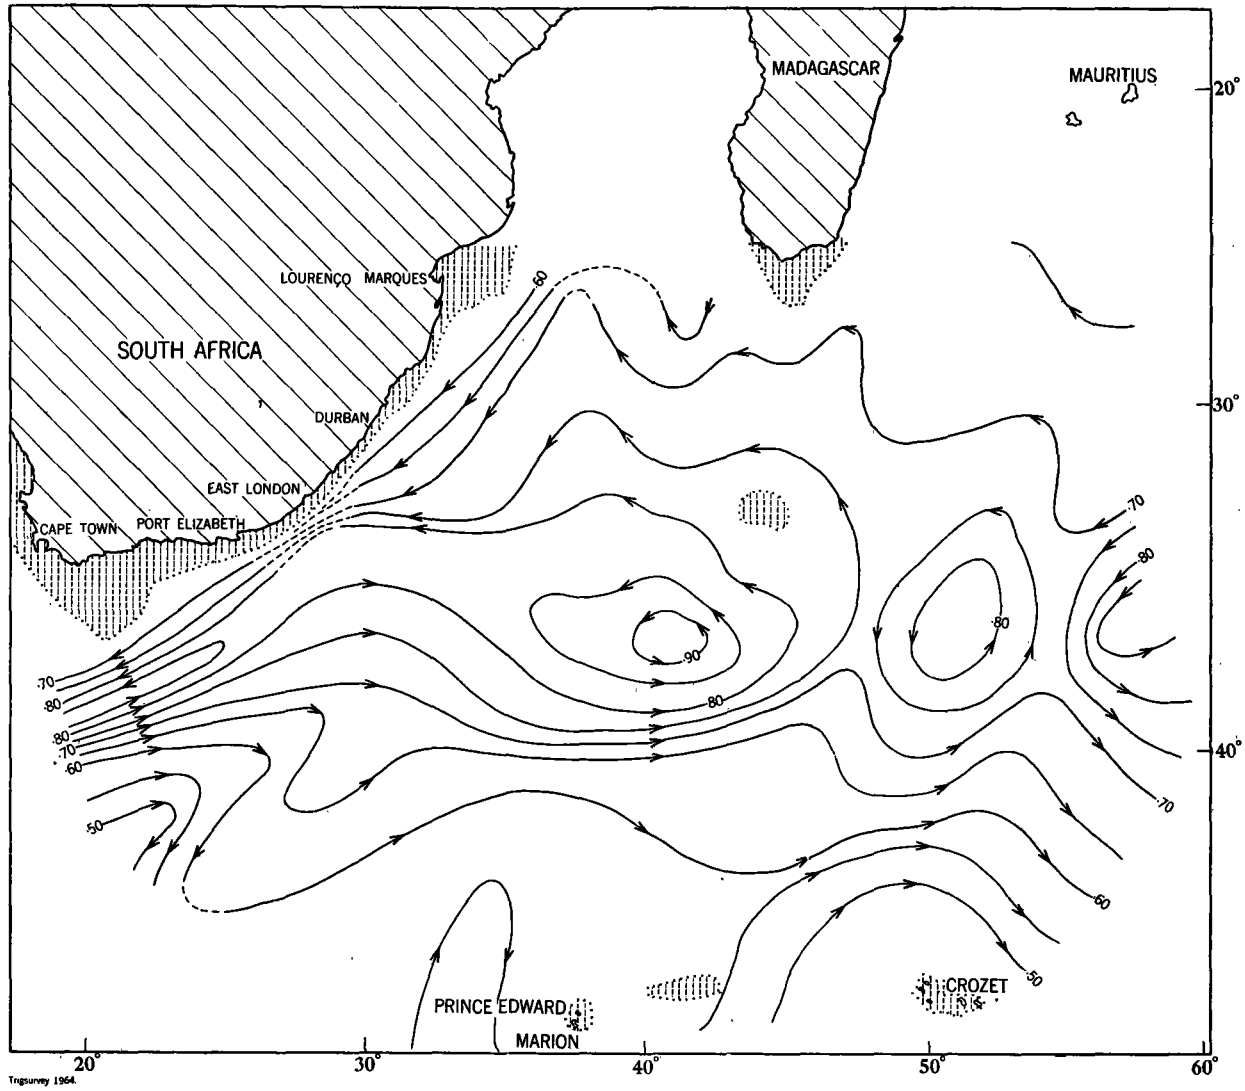 MADAGASCAR
MAURITIUS
20°
LOURENÇO MARQUES
.60
SOUTH AFRICA
DURBAN
30°
EAST LONDON
CAPE TOWN
PORT ELIZABETH
.70
.80
.80
.90
.70
.80
.80
.80
.70
.60
40°
.70
.50
.60
.50
PRINCE EDWARD
CROZET
MARION
20°
30°
40°
50°
60°
Trigsurvey 1964.